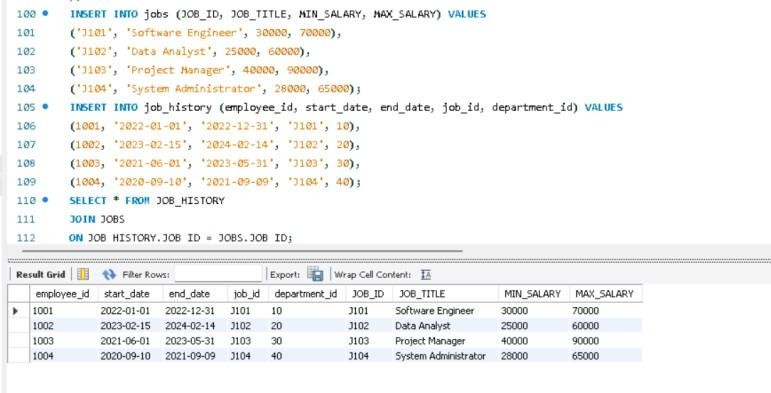 100 INSERT INTO jobs (JOB_ID, JOB_TITLE, MIN_SALARY, MAX_SALARY) VALUES
101 ('J101', 'Software Engineer', 30000, 70000),
102 ('J102', 'Data Analyst', 25000, 60000),
103 ('J103', 'Project Manager', 40000, 90000),
104 ('J104', 'System Administrator', 28000, 65000);
105 INSERT INTO job_history (employee_id, start_date, end_date, job_id, department_id) VALUES
106 (1001, '2022-01-01', '2022-12-31', 'J101', 10),
107 (1002, '2023-02-15', '2024-02-14', 'J102', 20),
108 (1003, '2021-06-01', '2023-05-31', 'J103', 30),
109 (1004, '2020-09-10', '2021-09-09', 'J104', 40);
110 SELECT * FROM JOB_HISTORY
111 JOIN JOBS
112 ON JOB_HISTORY.JOB_ID = JOBS.JOB_ID;
Result Grid Filter Rows: Export: Wrap Cell Content:
employee_id start_date end_date job_id department_id JOB_ID JOB_TITLE MIN_SALARY MAX_SALARY
1001 2022-01-01 2022-12-31 J101 10 J101 Software Engineer 30000 70000
1002 2023-02-15 2024-02-14 J102 20 J102 Data Analyst 25000 60000
1003 2021-06-01 2023-05-31 J103 30 J103 Project Manager 40000 90000
1004 2020-09-10 2021-09-09 J104 40 J104 System Administrator 28000 65000